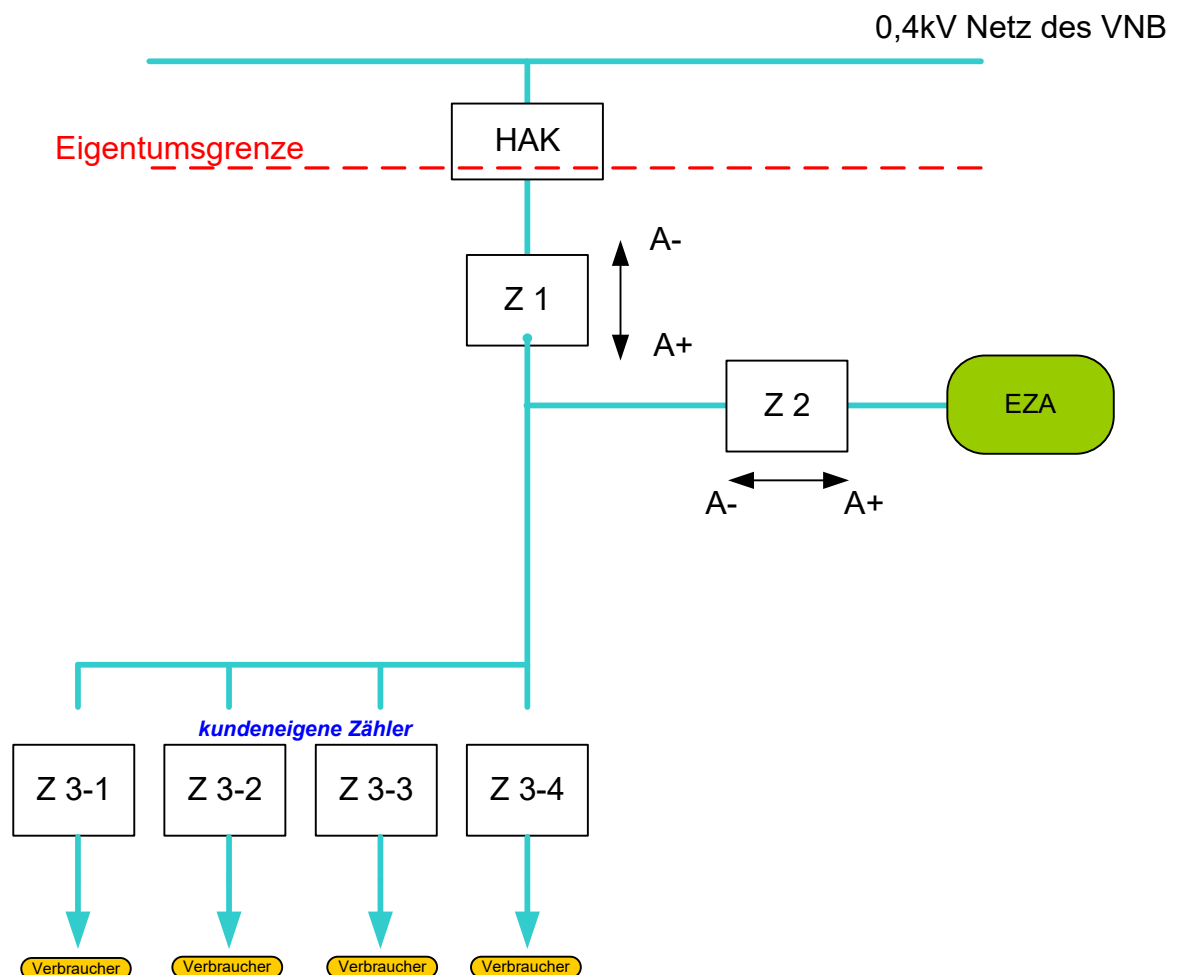 0,4kV Netz des VNB
HAK
Eigentumsgrenze
A-
Z 1
A+
Z 2
EZA
A-
A+
kundeneigene Zähler
Z 3-1
Z 3-2
Z 3-3
Z 3-4
Verbraucher
Verbraucher
Verbraucher
Verbraucher